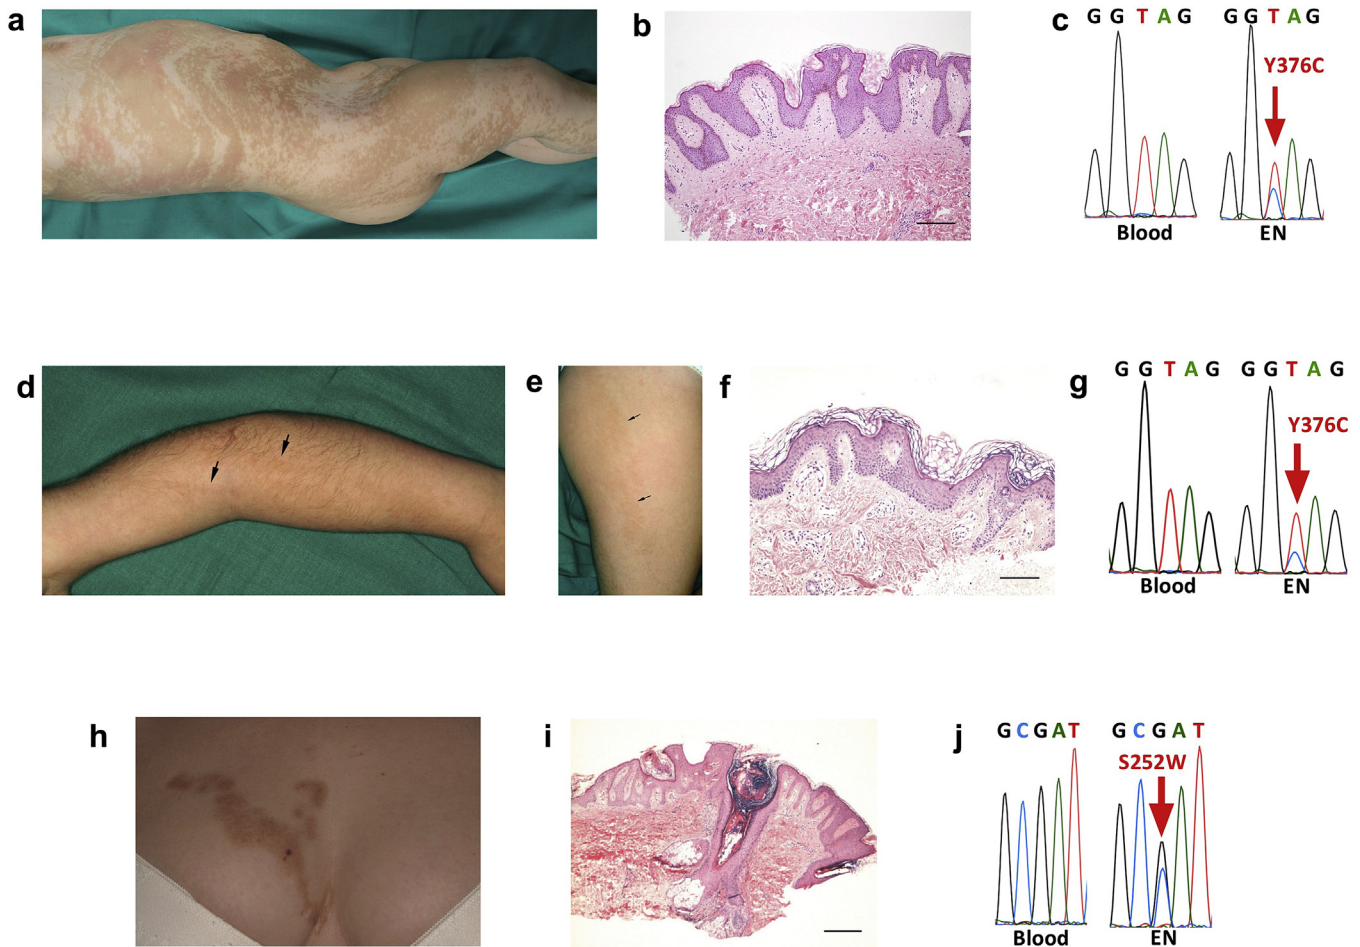 a
b
c
G G T A G
G G T A G
Y376C
Blood
EN
d
e
f
g
G G T A G
G G T A G
Y376C
Blood
EN
h
i
j
G C G A T
G C G A T
S252W
Blood
EN